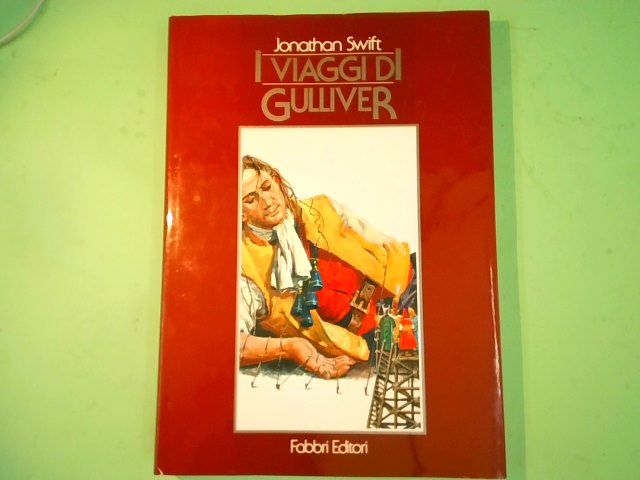 Jonathan Swift
I VIAGGI DI
GULLIVER
Fabbri Editori